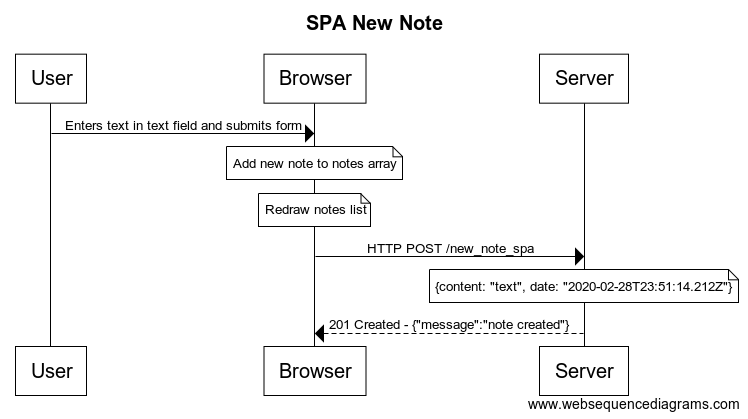 SPA New Note
User
Browser
Server
Enters text in text field and submits form
Add new note to notes array
Redraw notes list
HTTP POST /new_note_spa
{content: "text", date: "2020-02-28T23:51:14.212Z"}
201 Created - {"message":"note created"}
User
Browser
Server
www.websequencediagrams.com